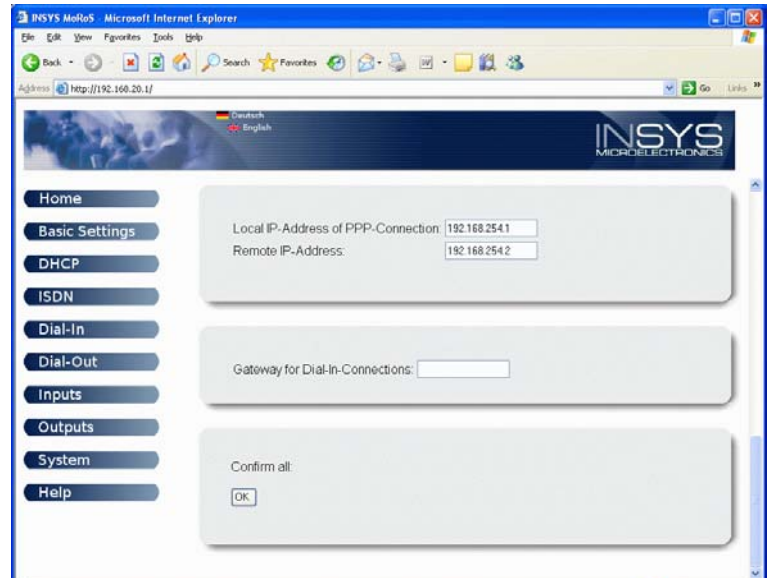 INSYS MoRoS - Microsoft Internet Explorer
File Edit View Favorites Tools Help
Back Search Favorites
Address http://192.168.20.1/ Go Links »
Deutsch
English
INSYS
MICROELECTRONICS
Home
Basic Settings
DHCP
ISDN
Dial-In
Dial-Out
Inputs
Outputs
System
Help
Local IP-Address of PPP-Connection: 192.168.254.1
Remote IP-Address: 192.168.254.2
Gateway for Dial-In-Connections:
Confirm all:
OK